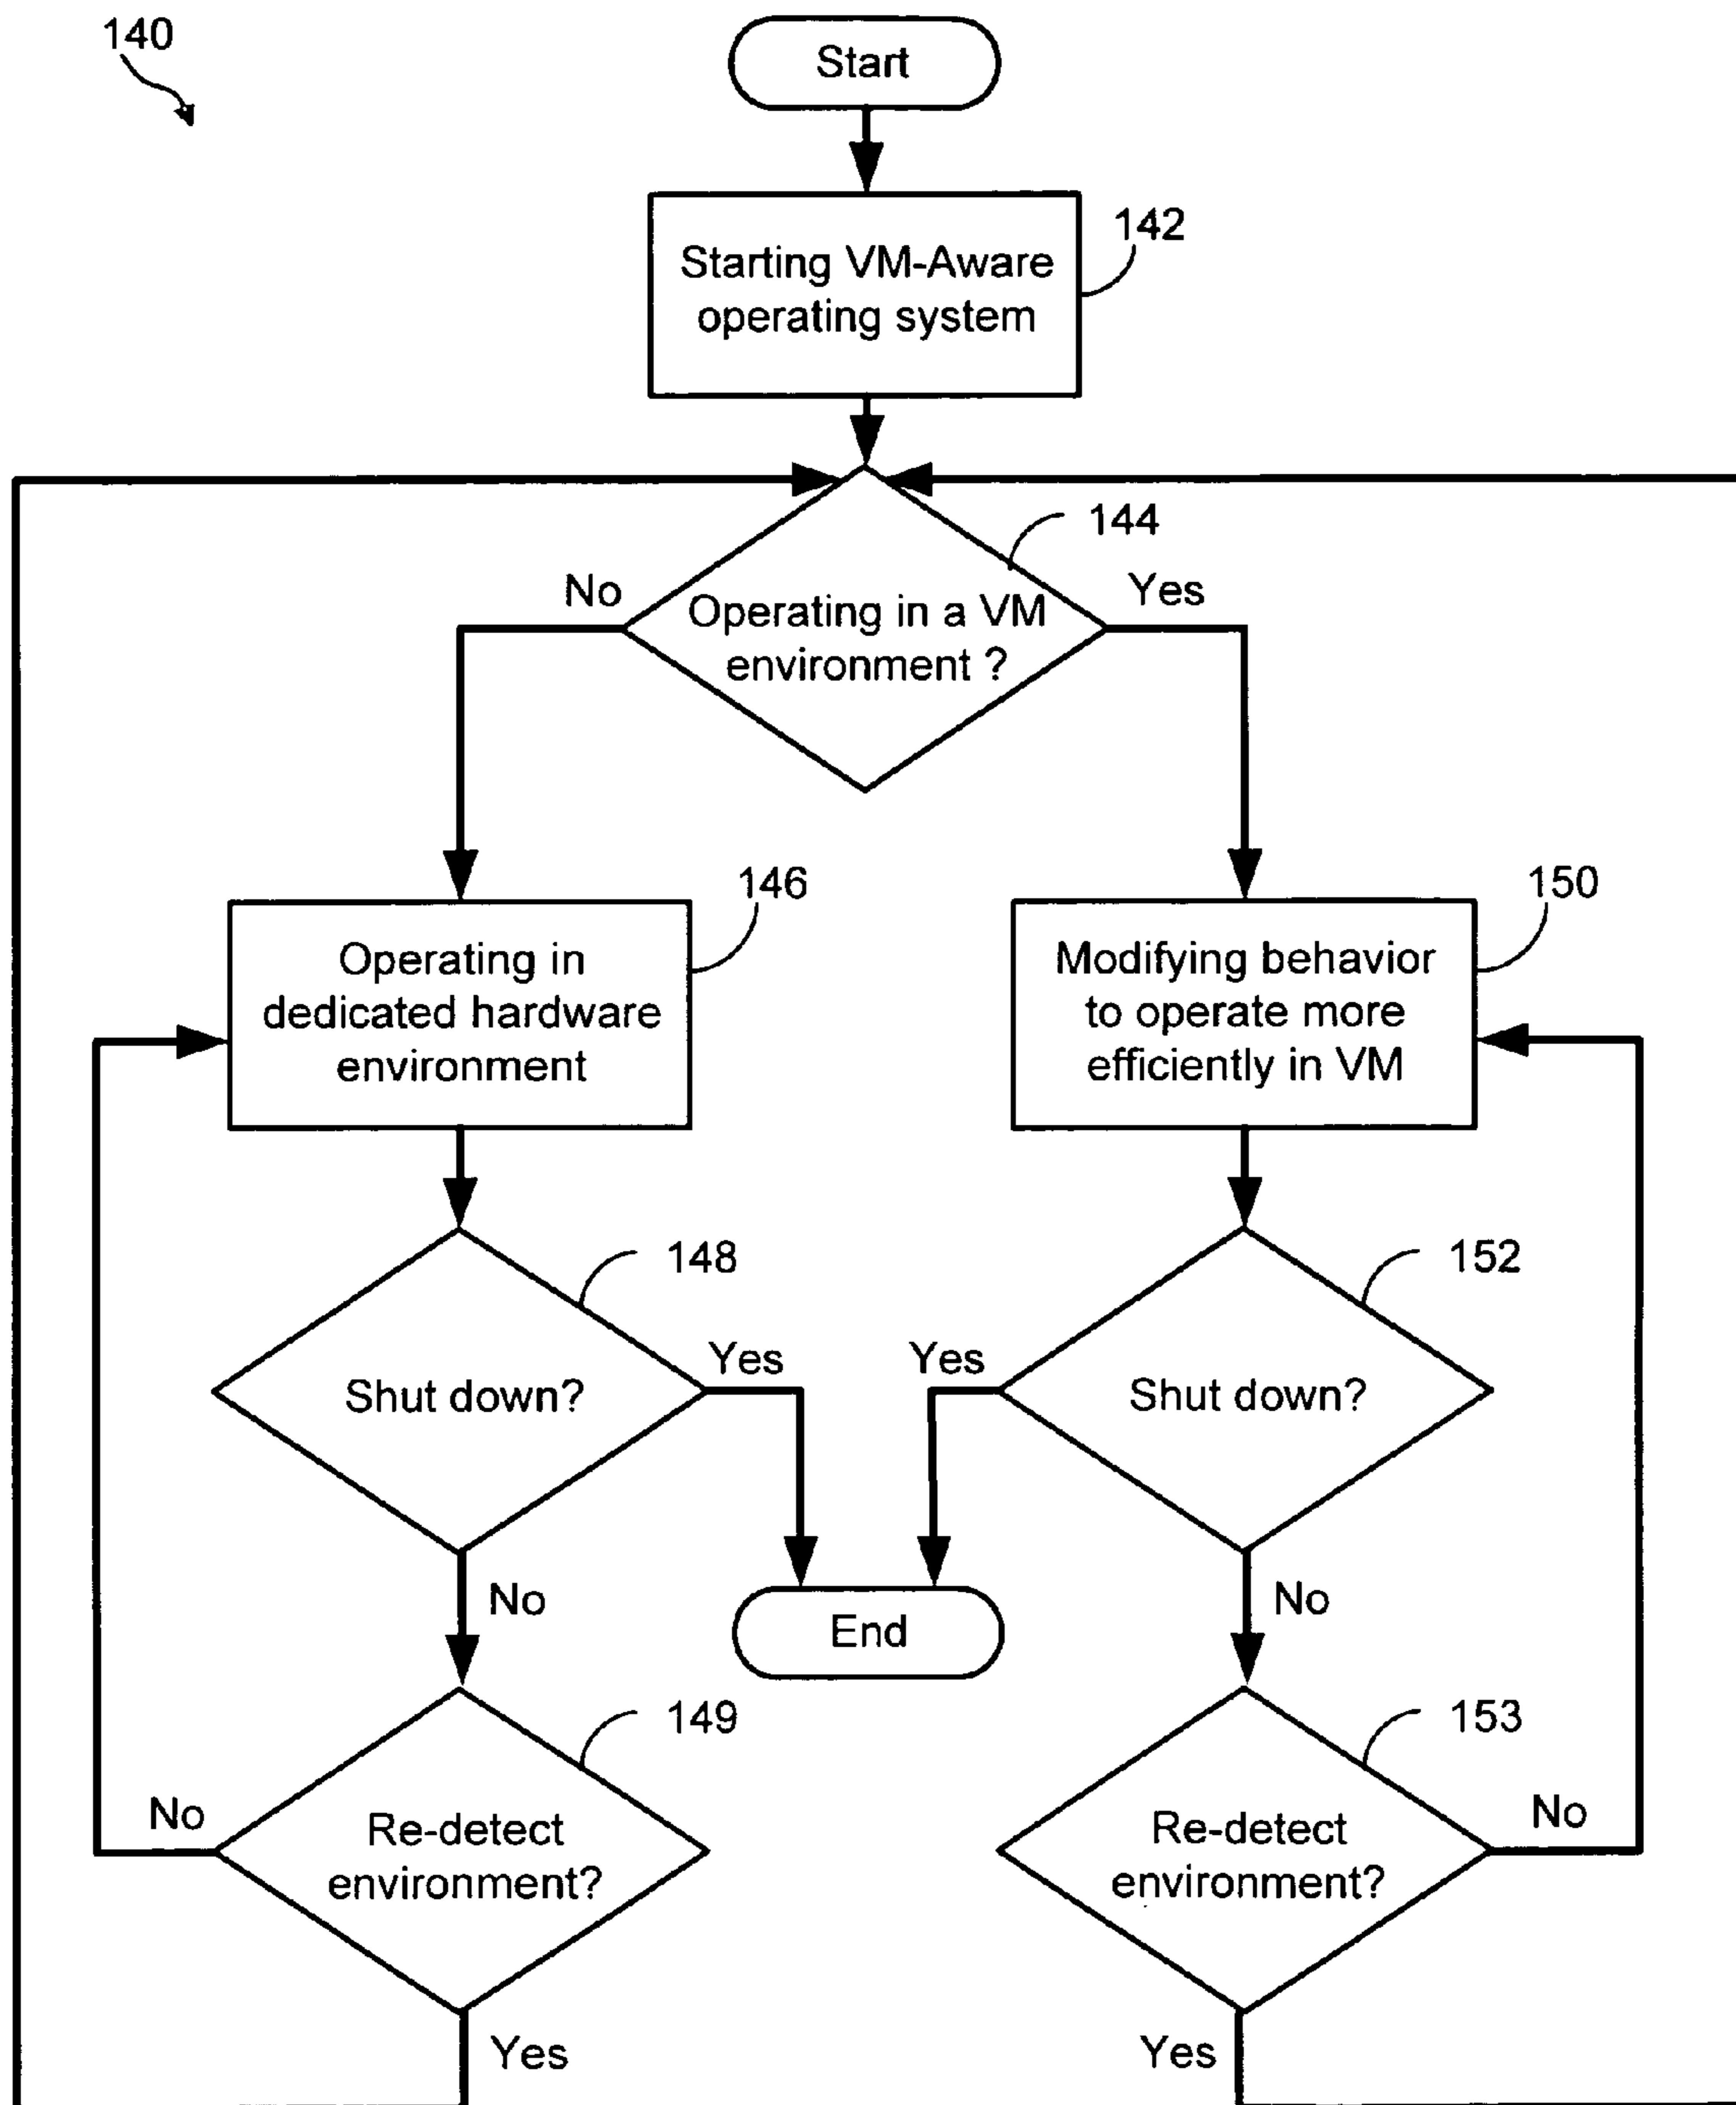 140
Start
142
Starting VM-Aware
operating system
144
No
Yes
Operating in a VM
environment ?
146
150
Operating in
dedicated hardware
environment
Modifying behavior
to operate more
efficiently in VM
148
152
Yes
Yes
Shut down?
Shut down?
No
No
End
149
153
No
No
Re-detect
environment?
Re-detect
environment?
Yes
Yes